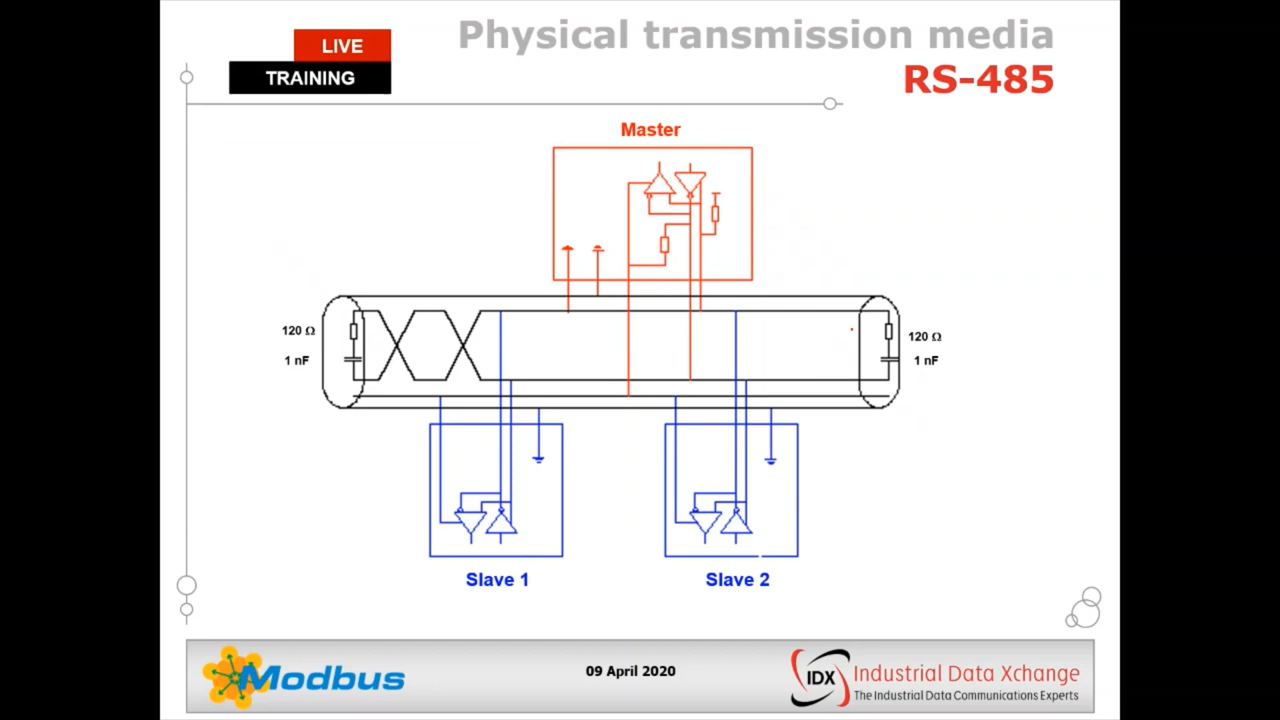 LIVE
TRAINING
Physical transmission media
RS-485
Master
120 Ω
1 nF
120 Ω
1 nF
Slave 1
Slave 2
Modbus
09 April 2020
IDX
Industrial Data Xchange
The Industrial Data Communications Experts